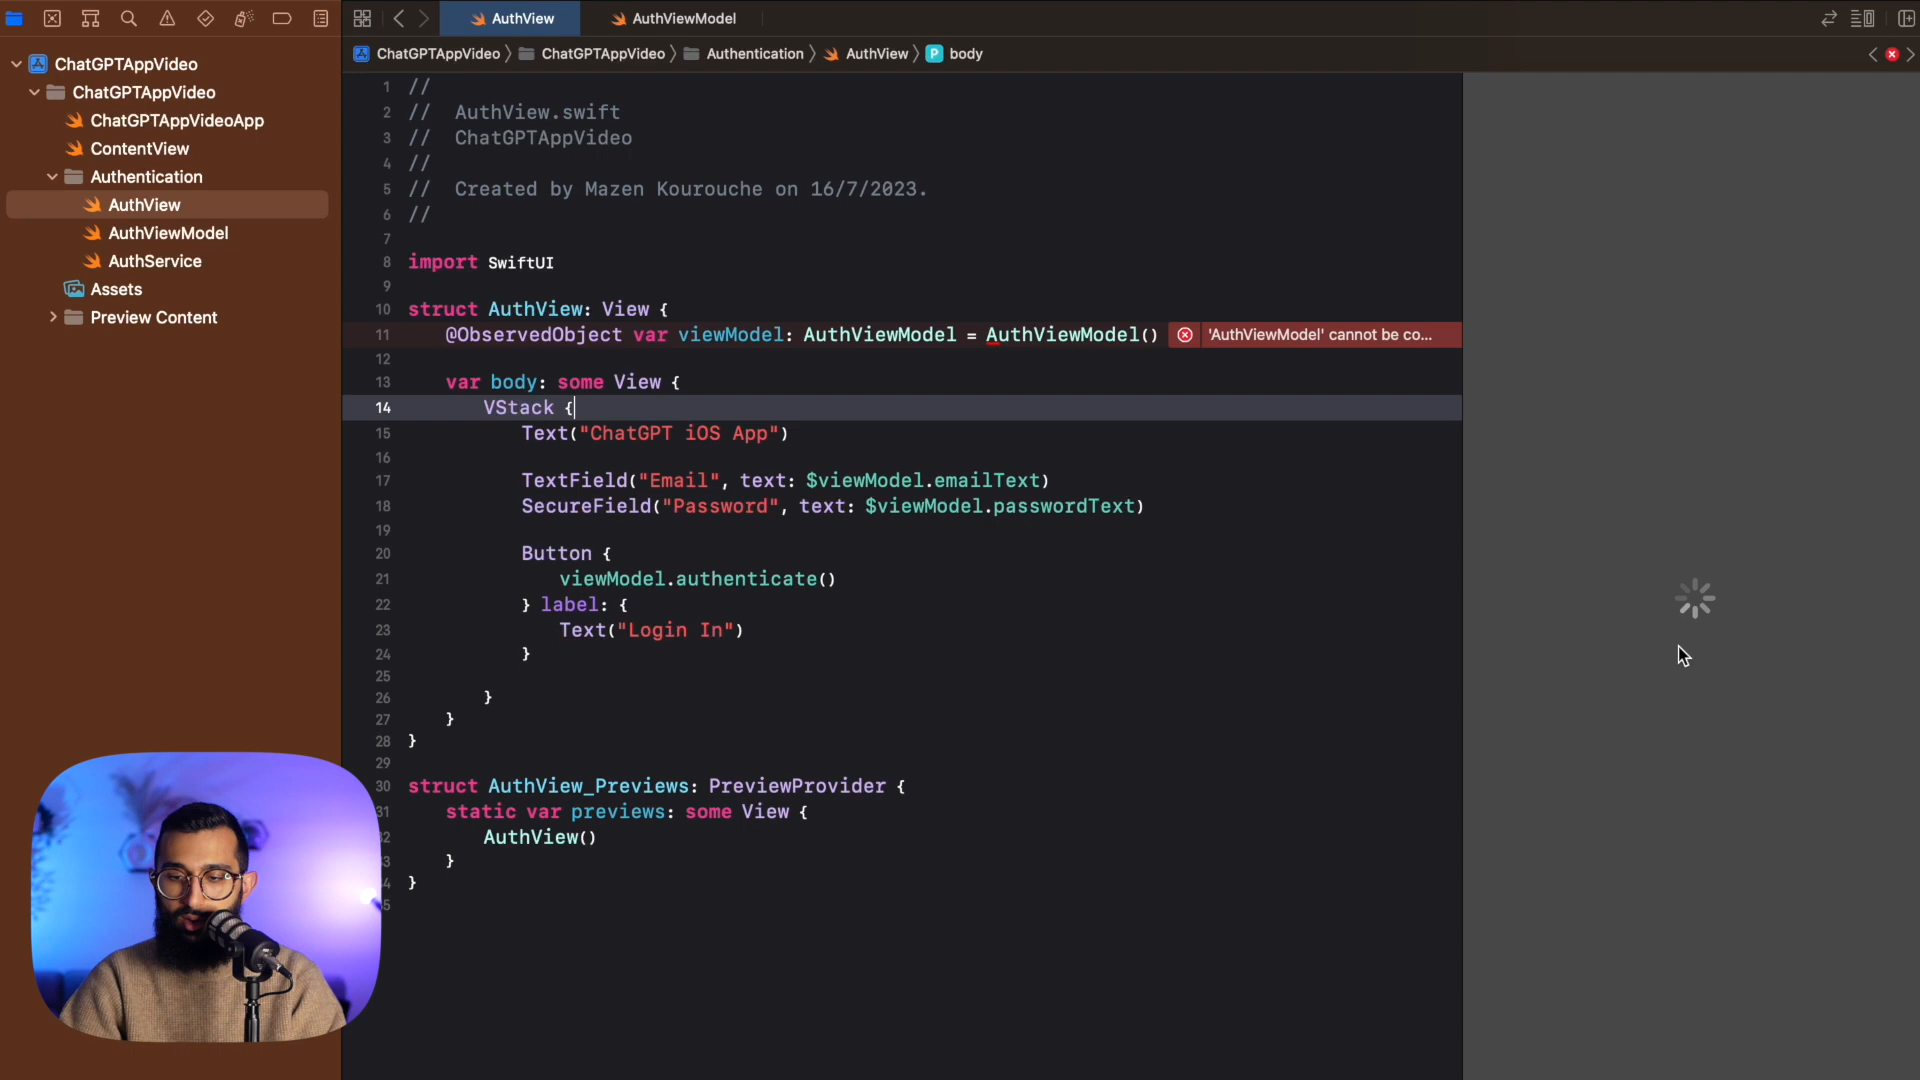 AuthView
AuthViewModel
ChatGPTAppVideo
ChatGPTAppVideo
Authentication
AuthView
P body
ChatGPTAppVideo
ChatGPTAppVideo
ChatGPTAppVideoApp
ContentView
Authentication
AuthView
AuthViewModel
AuthService
Assets
Preview Content
1 //
2 // AuthView.swift
3 // ChatGPTAppVideo
4 //
5 // Created by Mazen Kourouche on 16/7/2023.
6 //
7
8 import SwiftUI
9
10 struct AuthView: View {
11 @ObservedObject var viewModel: AuthViewModel = AuthViewModel() 'AuthViewModel' cannot be co...
12
13 var body: some View {
14 VStack {
15 Text("ChatGPT iOS App")
16
17 TextField("Email", text: $viewModel.emailText)
18 SecureField("Password", text: $viewModel.passwordText)
19
20 Button {
21 viewModel.authenticate()
22 } label: {
23 Text("Login In")
24 }
25
26 }
27 }
28 }
29
30 struct AuthView_Previews: PreviewProvider {
31 static var previews: some View {
32 AuthView()
33 }
4 }
5